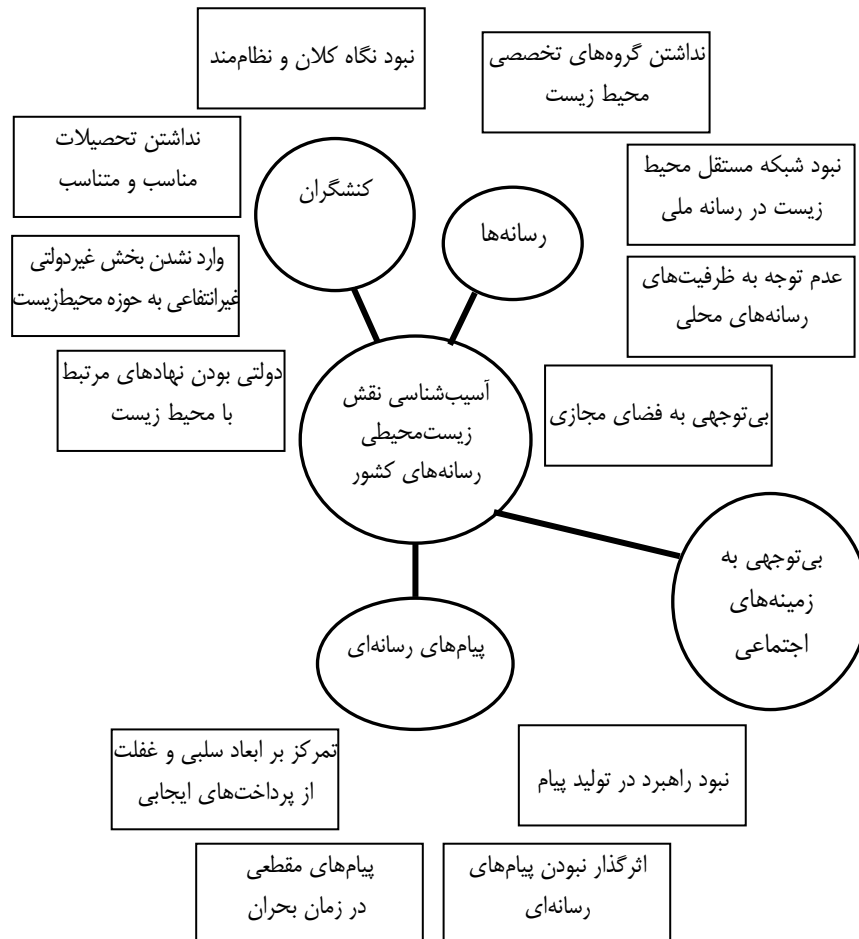 نبود نگاه کلان و نظام‌مند
نداشتن گروه‌های تخصصی
محیط زیست
نداشتن تحصیلات
مناسب و متناسب
کنشگران
رسانه‌ها
نبود شبکه مستقل محیط
زیست در رسانه ملی
وارد نشدن بخش غیردولتی
غیرانتفاعی به حوزه محیط‌زیست
عدم توجه به ظرفیت‌های
رسانه‌های محلی
دولتی بودن نهادهای مرتبط
با محیط زیست
آسیب‌شناسی نقش
زیست‌محیطی
رسانه‌های کشور
بی‌توجهی به فضای مجازی
بی‌توجهی به
زمینه‌های
اجتماعی
پیام‌های رسانه‌ای
تمرکز بر ابعاد سلبی و غفلت
از پرداخت‌های ایجابی
نبود راهبرد در تولید پیام
پیام‌های مقطعی
در زمان بحران
اثرگذار نبودن پیام‌های
رسانه‌ای